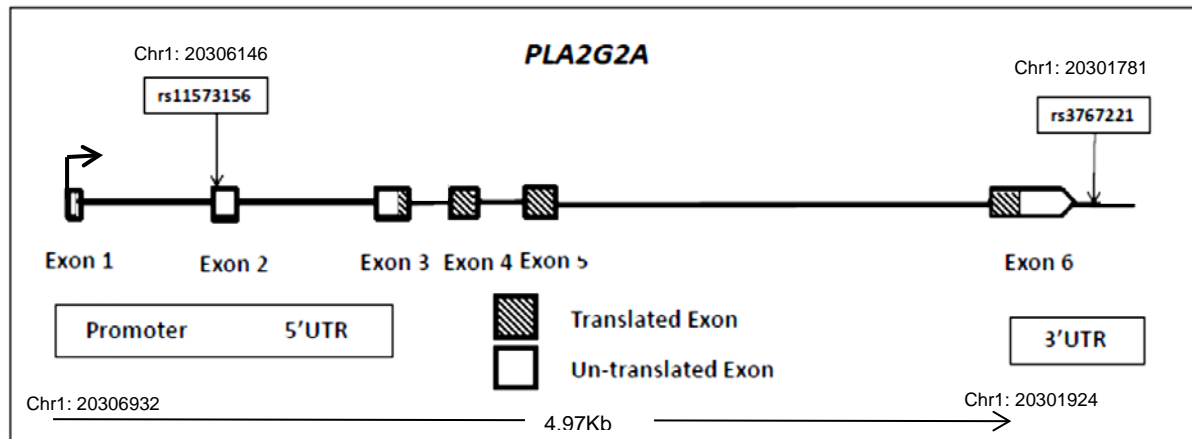 PLA2G2A
Chr1: 20306146
rs11573156
Chr1: 20301781
rs3767221
Exon 1
Exon 2
Exon 3
Exon 4
Exon 5
Exon 6
Promoter 5'UTR
Translated Exon
Un-translated Exon
3'UTR
Chr1: 20306932
4.97Kb
Chr1: 20301924